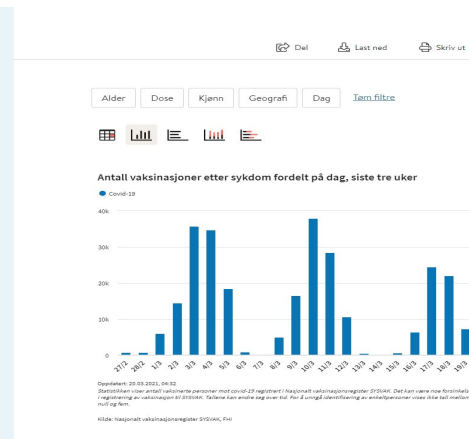 Del Last ned Skriv ut
Alder Dose Kjønn Geografi Dag Tøm filtre
Antall vaksinasjoner etter sykdom fordelt på dag, siste tre uker
Covid-19
40k
30k
20k
10k
0
27/2 28/2 1/3 2/3 3/3 4/3 5/3 6/3 7/3 8/3 9/3 10/3 11/3 12/3 13/3 14/3 15/3 16/3 17/3 18/3 19/3
Oppdatert: 20.03.2021, 04:32
Statistikken viser antall vaksinerte personer mot covid-19 registrert i Nasjonalt vaksinasjonsregister SYSVAK. Det kan være noe forsinkels
i registrering av vaksinasjon til SYSVAK. Tallene kan endre seg over tid. For å unngå identifisering av enkeltpersoner vises ikke tall mellom
null og fem.
Kilde: Nasjonalt vaksinasjonsregister SYSVAK, FHI